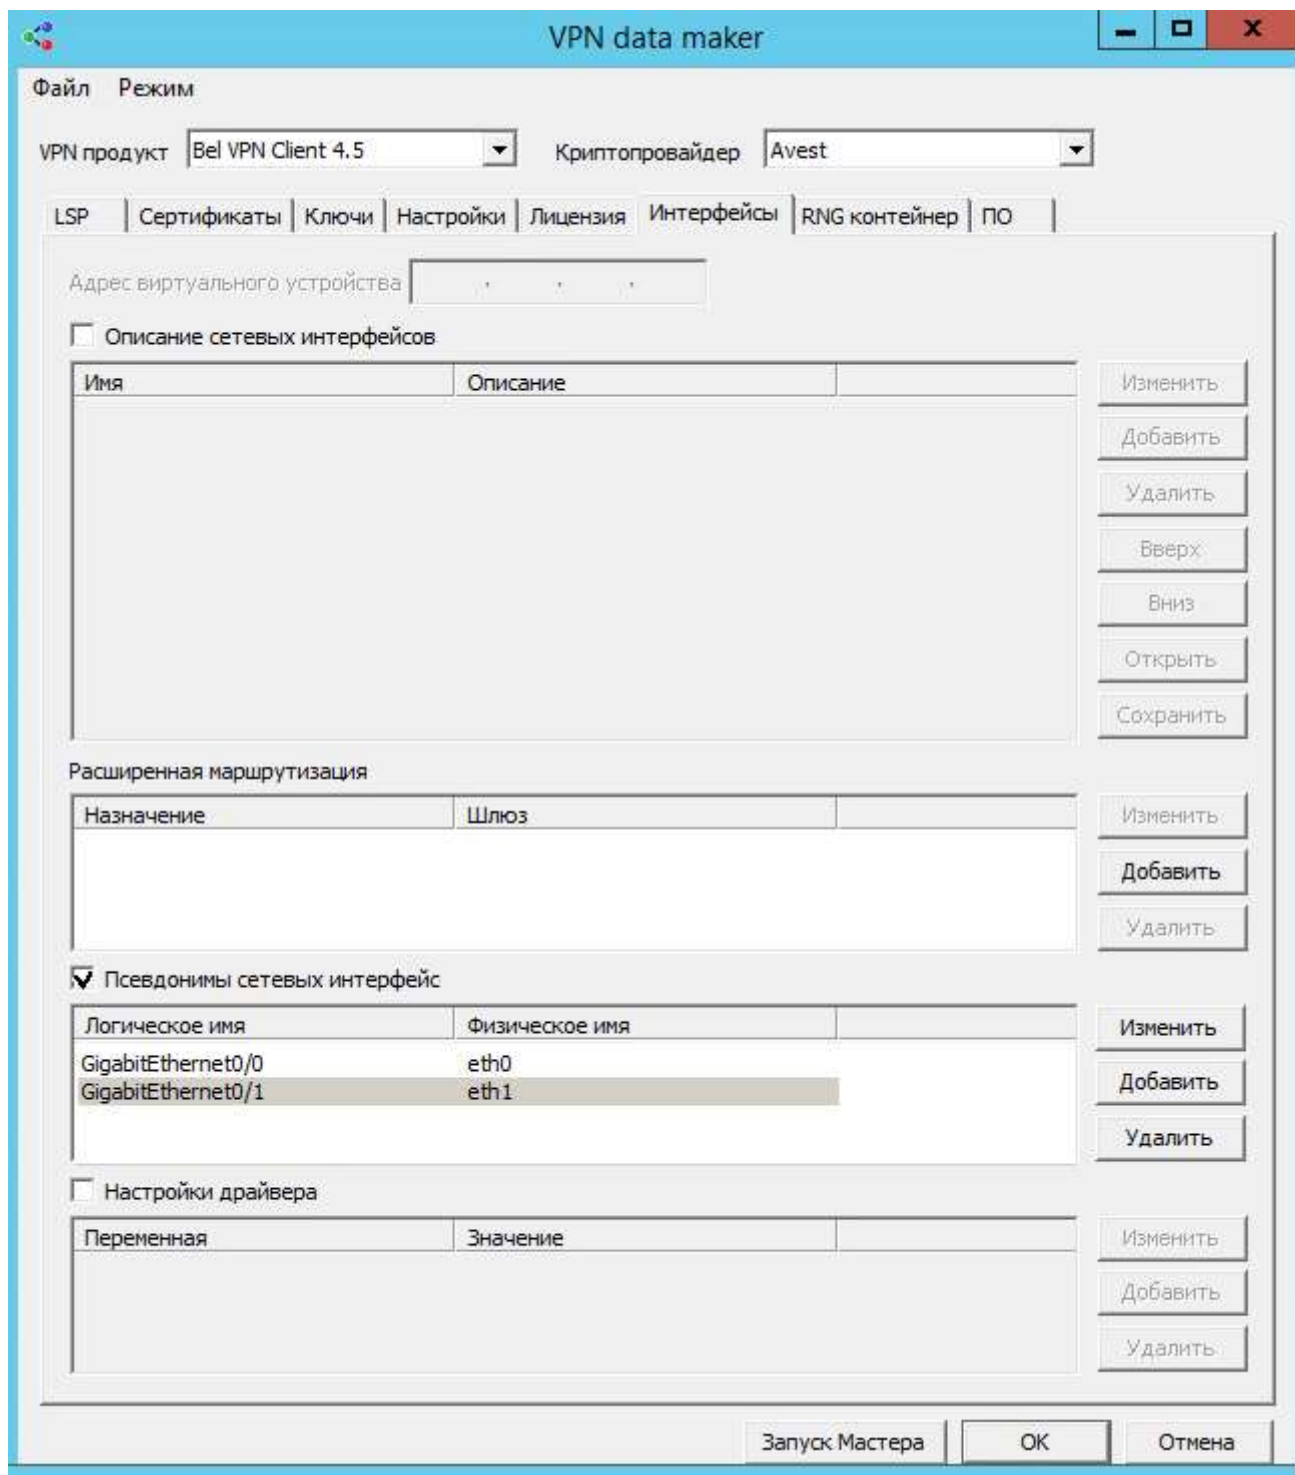 VPN data maker
Файл Режим
VPN продукт Bel VPN Client 4.5 Криптопровайдер Avest
LSP Сертификаты Ключи Настройки Лицензия Интерфейсы RNG контейнер ПО
Адрес виртуального устройства . . .
Описание сетевых интерфейсов
Имя Описание Изменить
Добавить
Удалить
Вверх
Вниз
Открыть
Сохранить
Расширенная маршрутизация
Назначение Шлюз Изменить
Добавить
Удалить
Псевдонимы сетевых интерфейс
Логическое имя Физическое имя Изменить
GigabitEthernet0/0 eth0
GigabitEthernet0/1 eth1 Добавить
Удалить
Настройки драйвера
Переменная Значение Изменить
Добавить
Удалить
Запуск Мастера OK Отмена